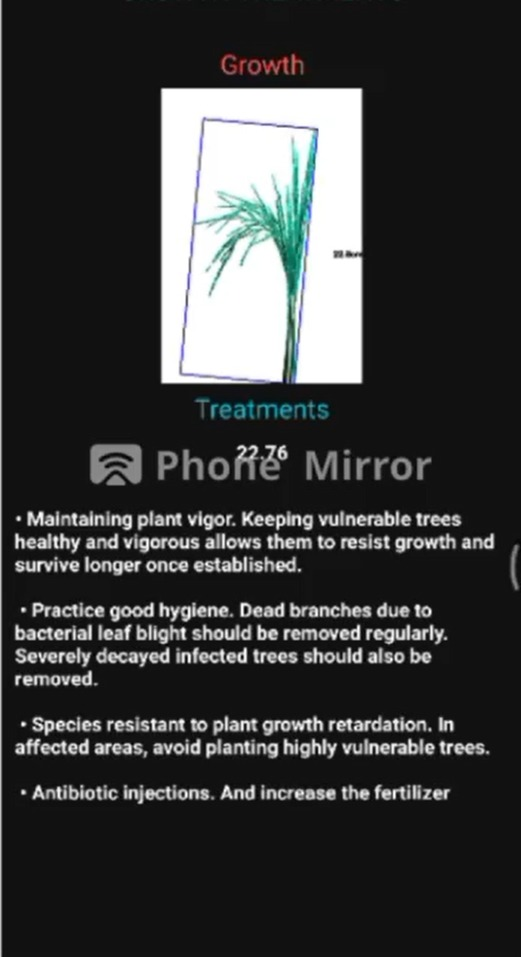 Growth
Treatments
22.76
Phone Mirror
• Maintaining plant vigor. Keeping vulnerable trees
healthy and vigorous allows them to resist growth and
survive longer once established.
• Practice good hygiene. Dead branches due to
bacterial leaf blight should be removed regularly.
Severely decayed infected trees should also be
removed.
• Species resistant to plant growth retardation. In
affected areas, avoid planting highly vulnerable trees.
• Antibiotic injections. And increase the fertilizer